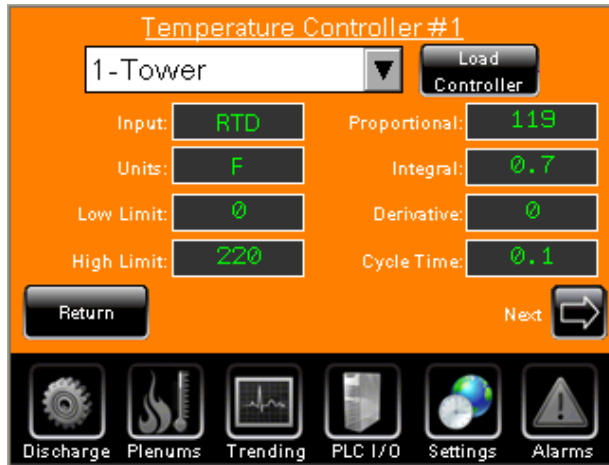 Temperature Controller #1
1-Tower
Load Controller
Input: RTD Proportional: 119
Units: F Integral: 0.7
Low Limit: 0 Derivative: 0
High Limit: 220 Cycle Time: 0.1
Return Next
Discharge Plenums Trending PLC I/O Settings Alarms